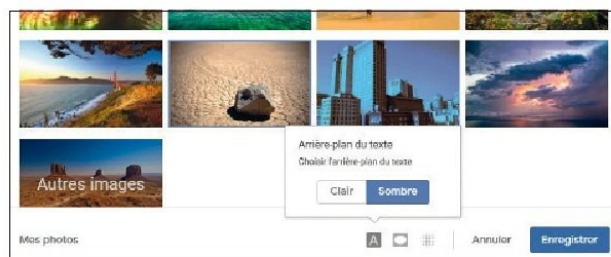 Autres images
Arrière-plan du texte
Choisir l'arrière-plan du texte
Clair Sombre
Mes photos A Annuler Enregistrer